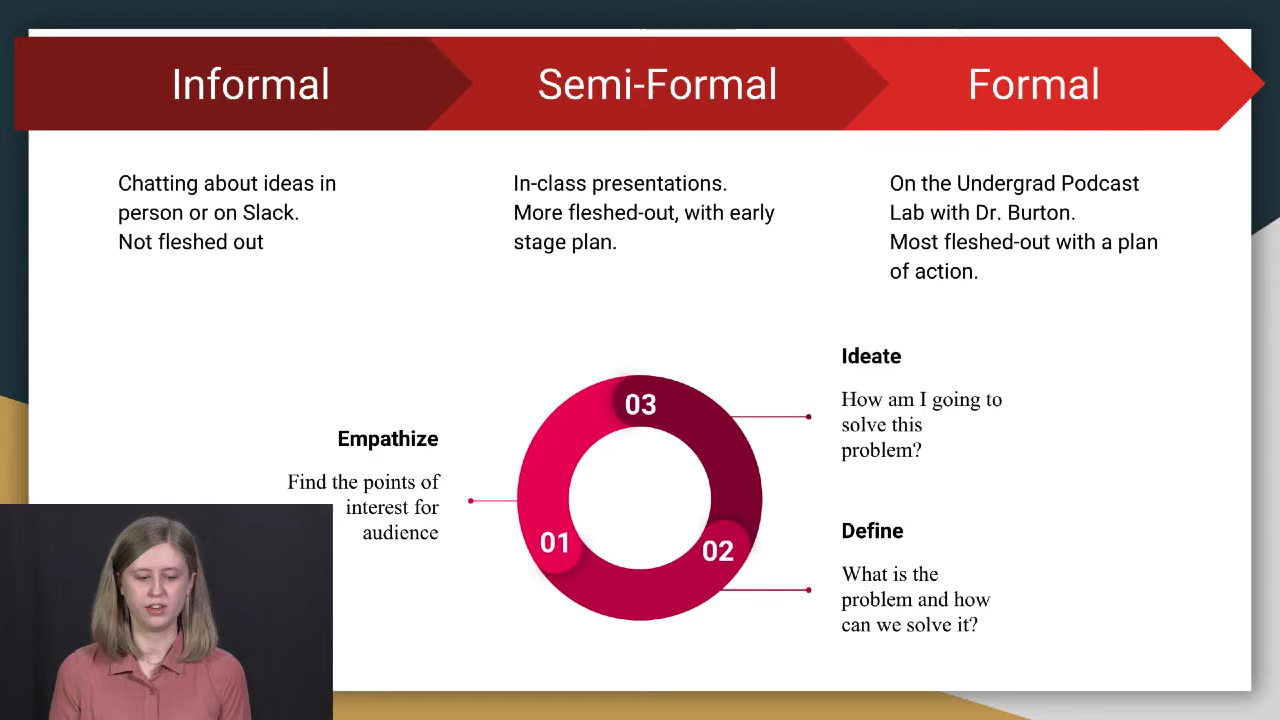 Informal
Semi-Formal
Formal
Chatting about ideas in
person or on Slack.
Not fleshed out
In-class presentations.
More fleshed-out, with early
stage plan.
On the Undergrad Podcast
Lab with Dr. Burton.
Most fleshed-out with a plan
of action.
Empathize
Find the points of
interest for
audience
01
02
03
Ideate
How am I going to
solve this
problem?
Define
What is the
problem and how
can we solve it?